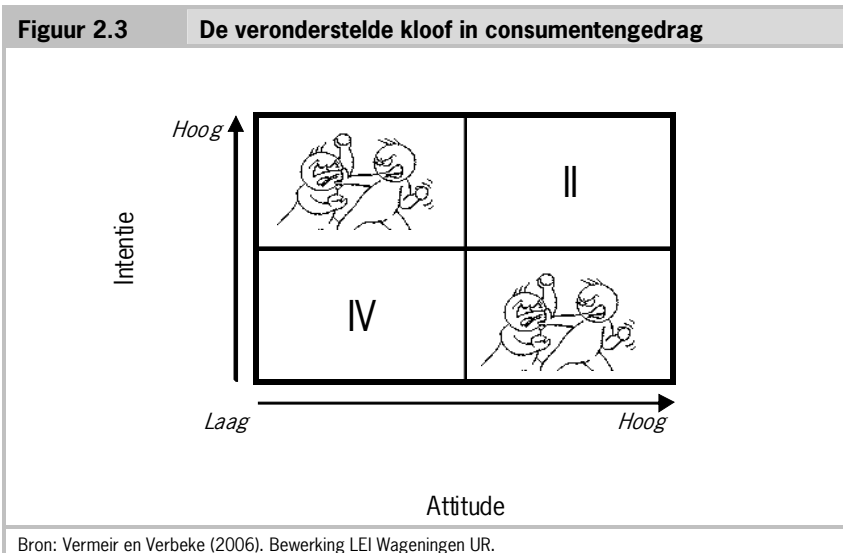 Figuur 2.3 De veronderstelde kloof in consumentengedrag
Hoog
II
Intentie
IV
Laag
Hoog
Attitude
Bron: Vermeir en Verbeke (2006). Bewerking LEI Wageningen UR.